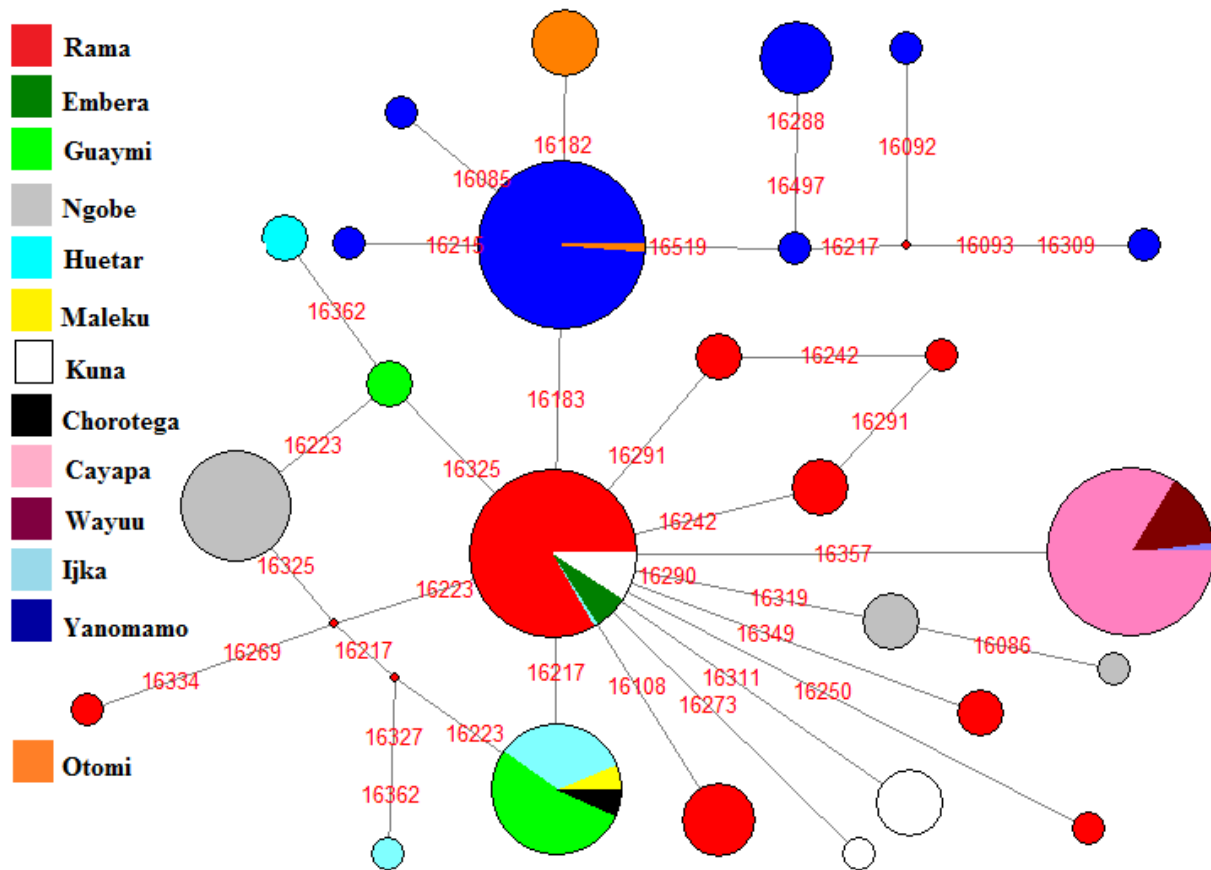 Rama
Embera
Guaymi
Ngobe
Huetar
Maleku
Kuna
Chorotega
Cayapa
Wayuu
Ijka
Yanomamo
Otomi
16182
16288
16092
16085
16497
16215
16519
16217
16093
16309
16362
16183
16242
16223
16325
16291
16291
16242
16325
16357
16290
16319
16223
16349
16086
16269
16217
16334
16217
16108
16311
16250
16273
16327
16223
16362